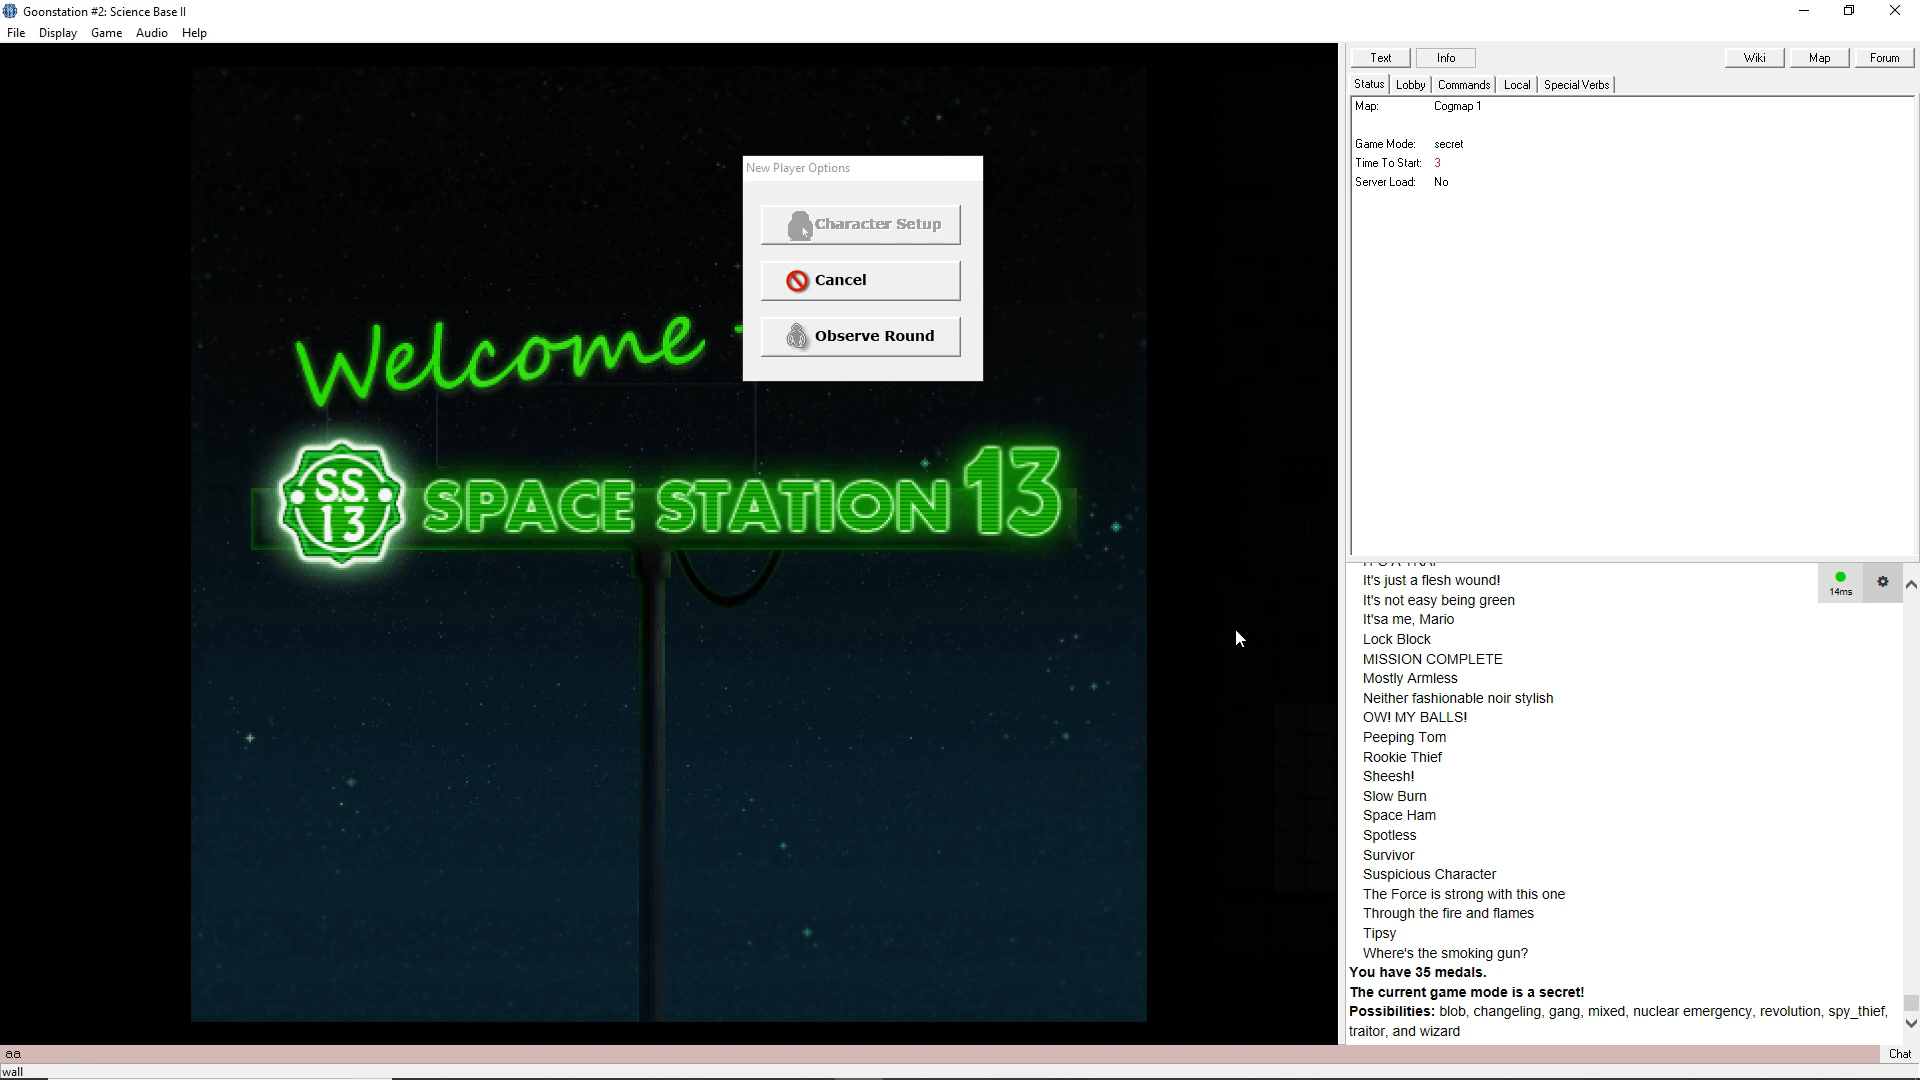 Goonstation #2: Science Base II
File Display Game Audio Help
Text Info Wiki Map Forum
Status Lobby Commands Local Special Verbs
Map: Cogmap 1
Game Mode: secret
Time To Start: 3
Server Load: No
New Player Options
Character Setup
Cancel
Observe Round
Welcome
S.S. 13
SPACE STATION 13
14ms
It's just a flesh wound!
It's not easy being green
It'sa me, Mario
Lock Block
MISSION COMPLETE
Mostly Armless
Neither fashionable noir stylish
OW! MY BALLS!
Peeping Tom
Rookie Thief
Sheesh!
Slow Burn
Space Ham
Spotless
Survivor
Suspicious Character
The Force is strong with this one
Through the fire and flames
Tipsy
Where's the smoking gun?
You have 35 medals.
The current game mode is a secret!
Possibilities: blob, changeling, gang, mixed, nuclear emergency, revolution, spy_thief,
traitor, and wizard
aa Chat
wall